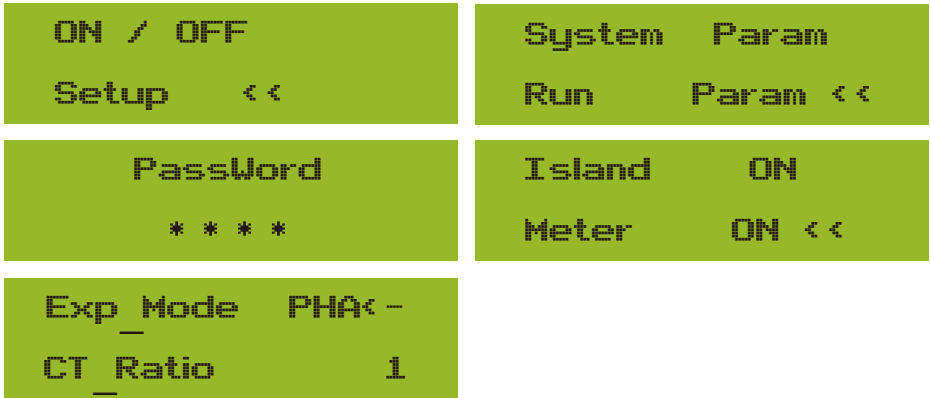 ON / OFF
Setup <<
System Param
Run Param <<
PassWord
* * * *
Island ON
Meter ON <<
Exp_Mode PHA<-
CT_Ratio 1